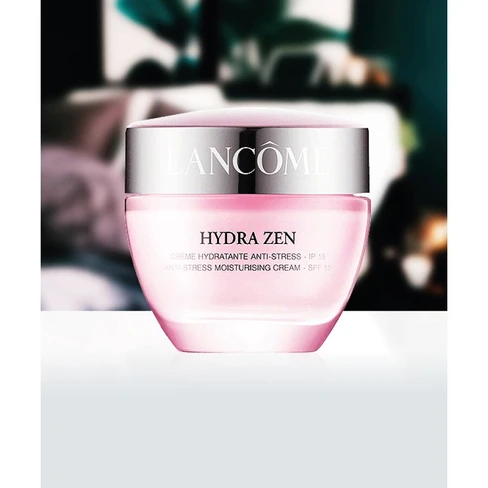 LANCÔME
HYDRA ZEN
CRÈME HYDRATANTE ANTI-STRESS - IP 15
ANTI-STRESS MOISTURISING CREAM - SPF 15